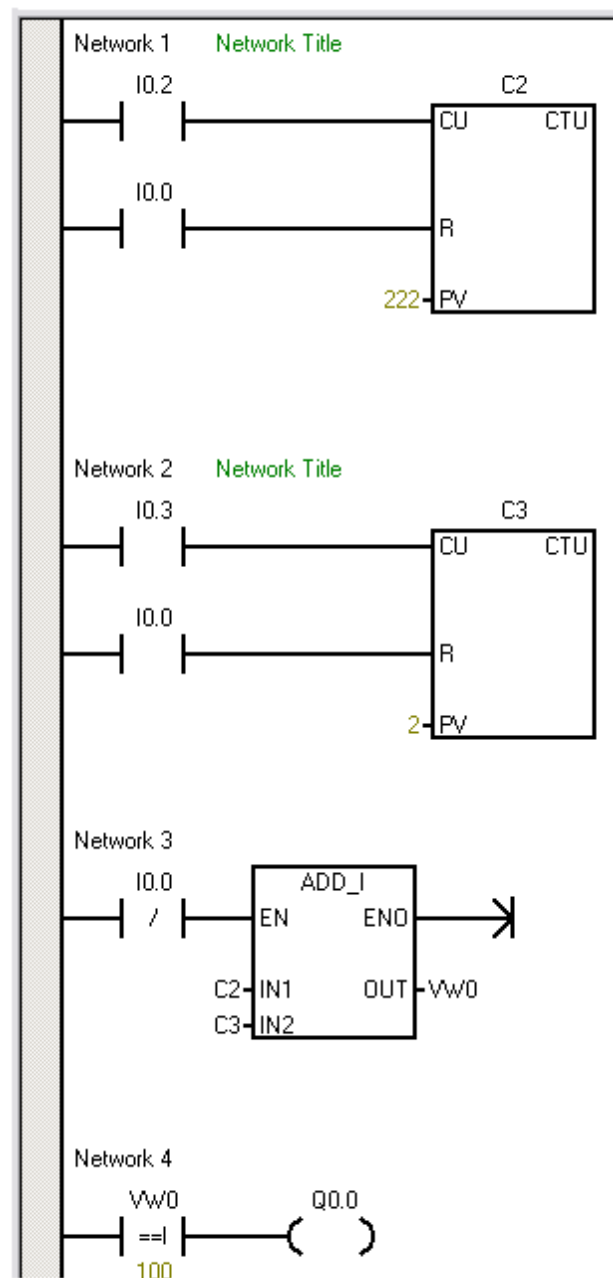 Network 1 Network Title
I0.2 C2
CU CTU
I0.0
R
222 PV
Network 2 Network Title
I0.3 C3
CU CTU
I0.0
R
2 PV
Network 3
I0.0 ADD_I
/ EN ENO
C2 IN1 OUT VW0
C3 IN2
Network 4
VW0 Q0.0
==I
100